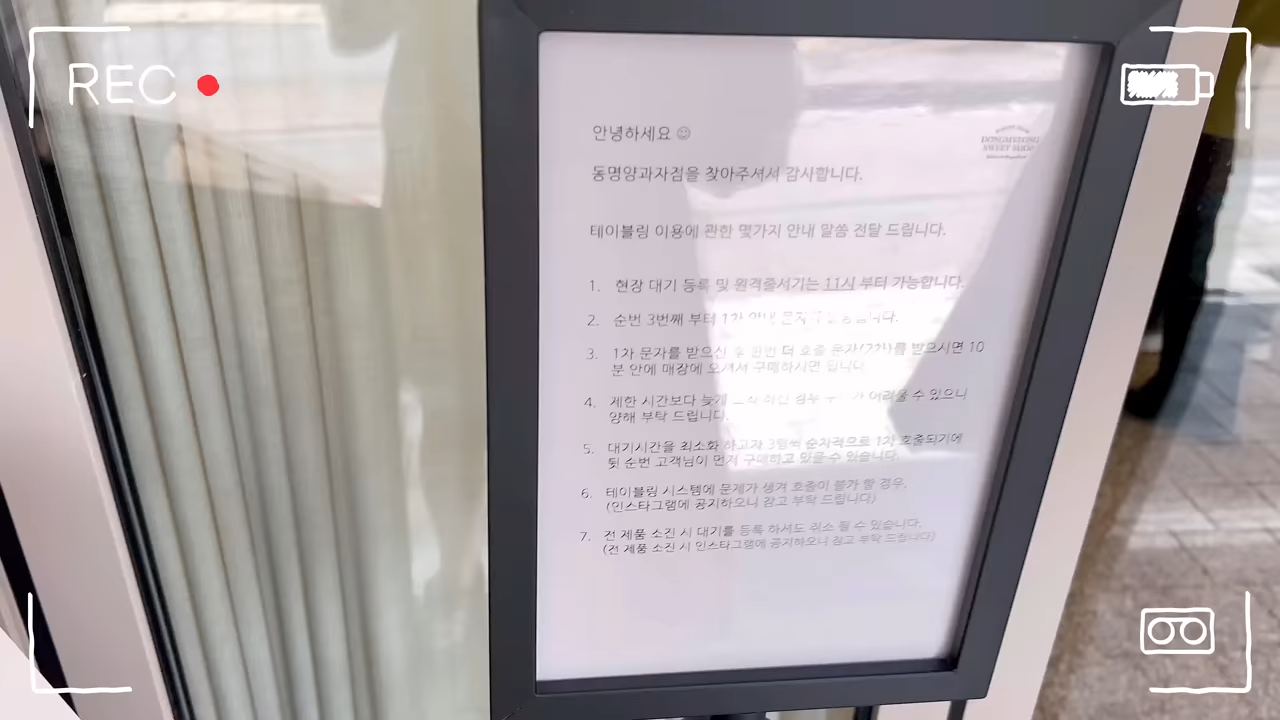 REC
안녕하세요 ☺
DONGMYEONG
SWEET SHOP
동명양과자점을 찾아주셔서 감사합니다.
테이블링 이용에 관한 몇가지 안내 말씀 전달 드립니다.
1. 현장 대기 등록 및 원격줄서기는 11시 부터 가능합니다.
2. 순번 3번째 부터 1차 안내 문자가
3. 1차 문자를 받으신 후 한번 더 호출 문자(2차)를 받으시면 10
분 안에 매장에 오셔서 구매하시면 됩니다.
4. 제한 시간보다 늦게 경우 어려울 수 있으니
양해 부탁 드립니다.
5. 대기시간을 최소화 하고자 3팀씩 순차적으로 1차 호출되기에
뒷 순번 고객님이 먼저 구매하고 있을 수 있습니다.
6. 테이블링 시스템에 문제가 생겨 호출이 불가 할 경우.
(인스타그램에 공지하오니 참고 부탁 드립니다)
7. 전 제품 소진 시 대기를 등록 하셔도 취소 될 수 있습니다.
(전 제품 소진 시 인스타그램에 공지하오니 참고 부탁 드립니다)